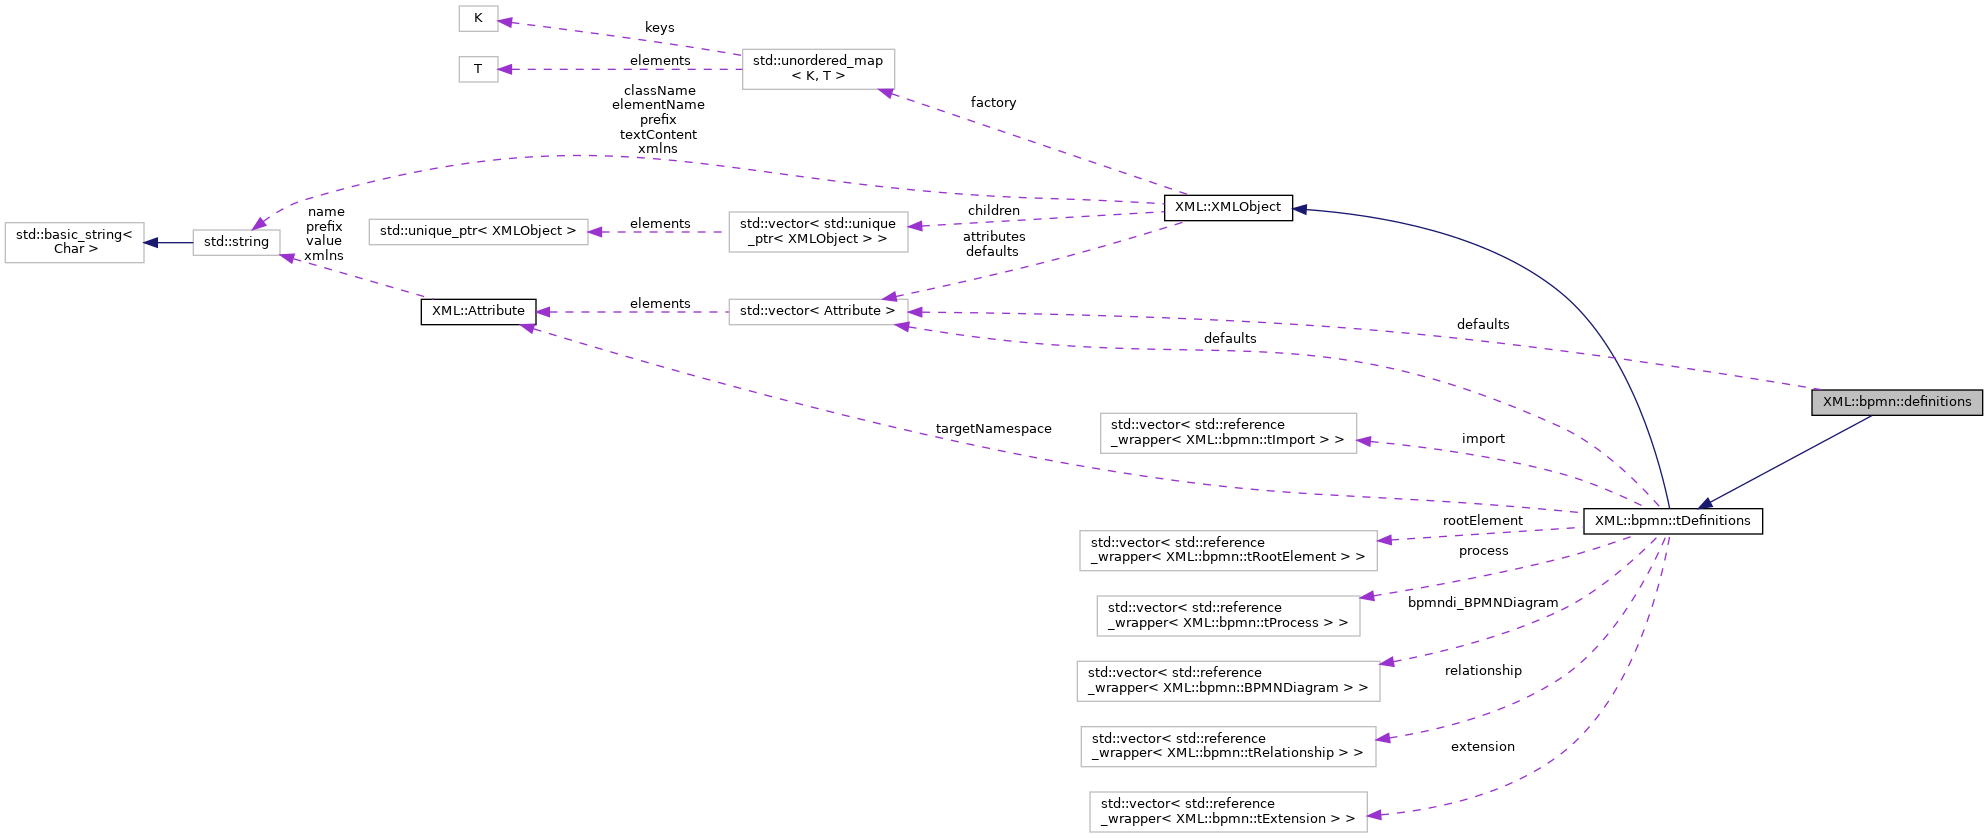 K
keys
T
elements
std::unordered_map
< K, T >
className
elementName
prefix
textContent
xmlns
factory
XML::XMLObject
name
prefix
value
xmlns
std::basic_string<
Char >
std::string
std::unique_ptr< XMLObject >
elements
std::vector< std::unique
_ptr< XMLObject > >
children
attributes
defaults
XML::Attribute
elements
std::vector< Attribute >
defaults
defaults
XML::bpmn::definitions
targetNamespace
std::vector< std::reference
_wrapper< XML::bpmn::tImport > >
import
XML::bpmn::tDefinitions
rootElement
std::vector< std::reference
_wrapper< XML::bpmn::tRootElement > >
process
std::vector< std::reference
_wrapper< XML::bpmn::tProcess > >
bpmndi_BPMNDiagram
std::vector< std::reference
_wrapper< XML::bpmn::BPMNDiagram > >
relationship
std::vector< std::reference
_wrapper< XML::bpmn::tRelationship > >
extension
std::vector< std::reference
_wrapper< XML::bpmn::tExtension > >